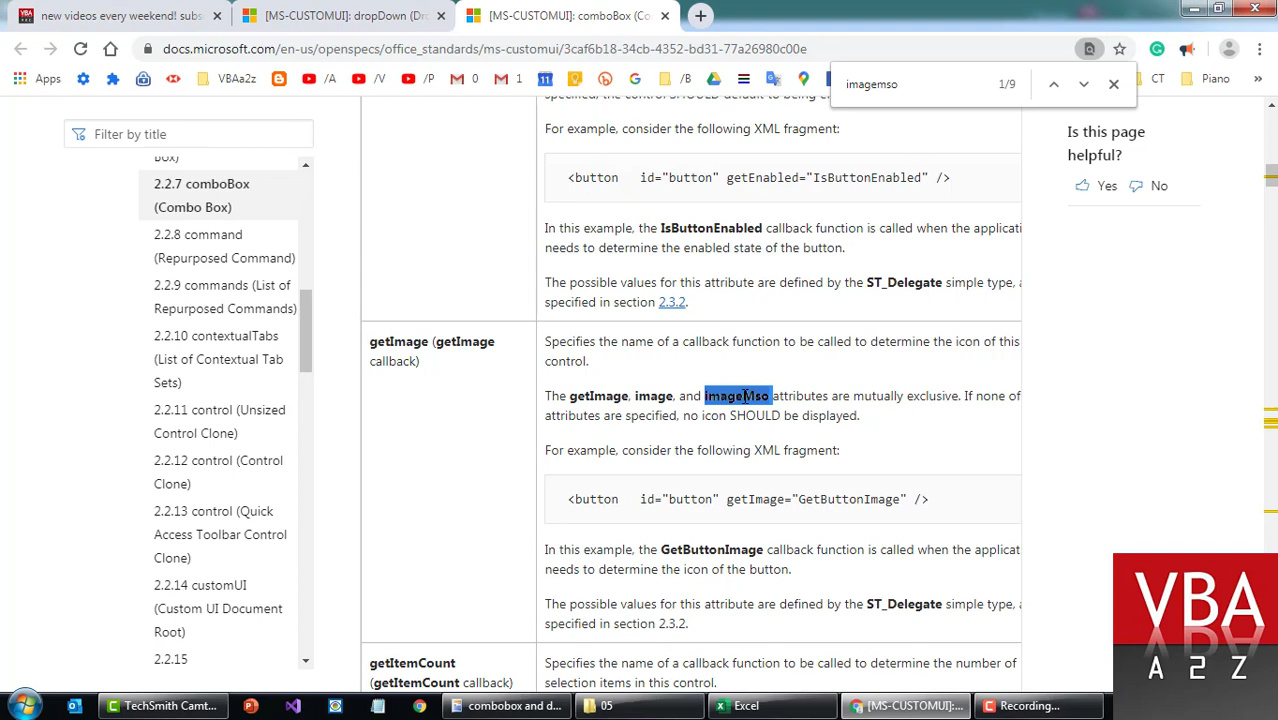 new videos every weekend! subs
[MS-CUSTOMUI]: dropDown (Dro
[MS-CUSTOMUI]: comboBox (Co
docs.microsoft.com/en-us/openspecs/office_standards/ms-customui/3caf6b18-34cb-4352-bd31-77a26980c00e
Apps
VBAa2z
/A
/V
/P
0
1
/B
CT
Piano
imagemso
1/9
Filter by title
Box)
2.2.7 comboBox
(Combo Box)
2.2.8 command
(Repurposed Command)
2.2.9 commands (List of
Repurposed Commands)
2.2.10 contextualTabs
(List of Contextual Tab
Sets)
2.2.11 control (Unsized
Control Clone)
2.2.12 control (Control
Clone)
2.2.13 control (Quick
Access Toolbar Control
Clone)
2.2.14 customUI
(Custom UI Document
Root)
2.2.15
For example, consider the following XML fragment:
<button   id="button" getEnabled="IsButtonEnabled" />
In this example, the IsButtonEnabled callback function is called when the applicati
needs to determine the enabled state of the button.
The possible values for this attribute are defined by the ST_Delegate simple type, a
specified in section 2.3.2.
getImage (getImage
callback)
Specifies the name of a callback function to be called to determine the icon of this
control.
The getImage, image, and imageMso attributes are mutually exclusive. If none of
attributes are specified, no icon SHOULD be displayed.
For example, consider the following XML fragment:
<button   id="button" getImage="GetButtonImage" />
In this example, the GetButtonImage callback function is called when the applicat
needs to determine the icon of the button.
The possible values for this attribute are defined by the ST_Delegate simple type, a
specified in section 2.3.2.
getItemCount
(getItemCount callback)
Specifies the name of a callback function to be called to determine the number of
selection items in this control.
Is this page
helpful?
Yes
No
VBA
A 2 Z
TechSmith Camt...
combobox and d...
05
Excel
[MS-CUSTOMUI]:...
Recording...